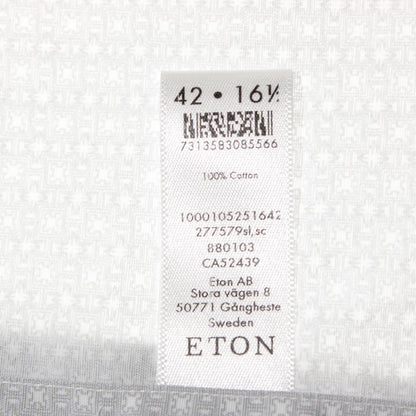 42 • 16½
7313583085566
100% Cotton
1000105251642
277579sl,sc
880103
CA52439
Eton AB
Stora vägen 8
50771 Gångheste
Sweden
ETON